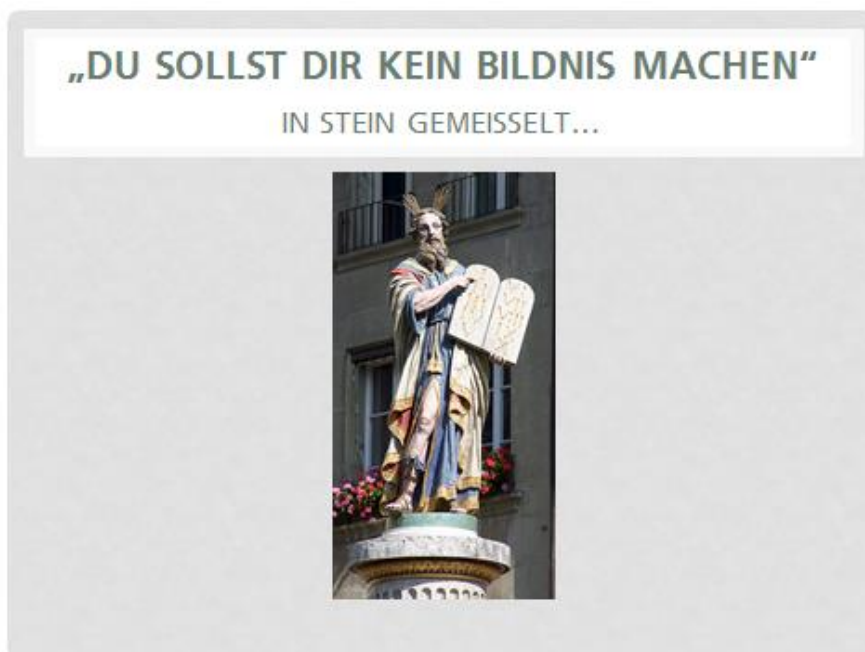 „DU SOLLST DIR KEIN BILDNIS MACHEN“
IN STEIN GEMEISSELT...